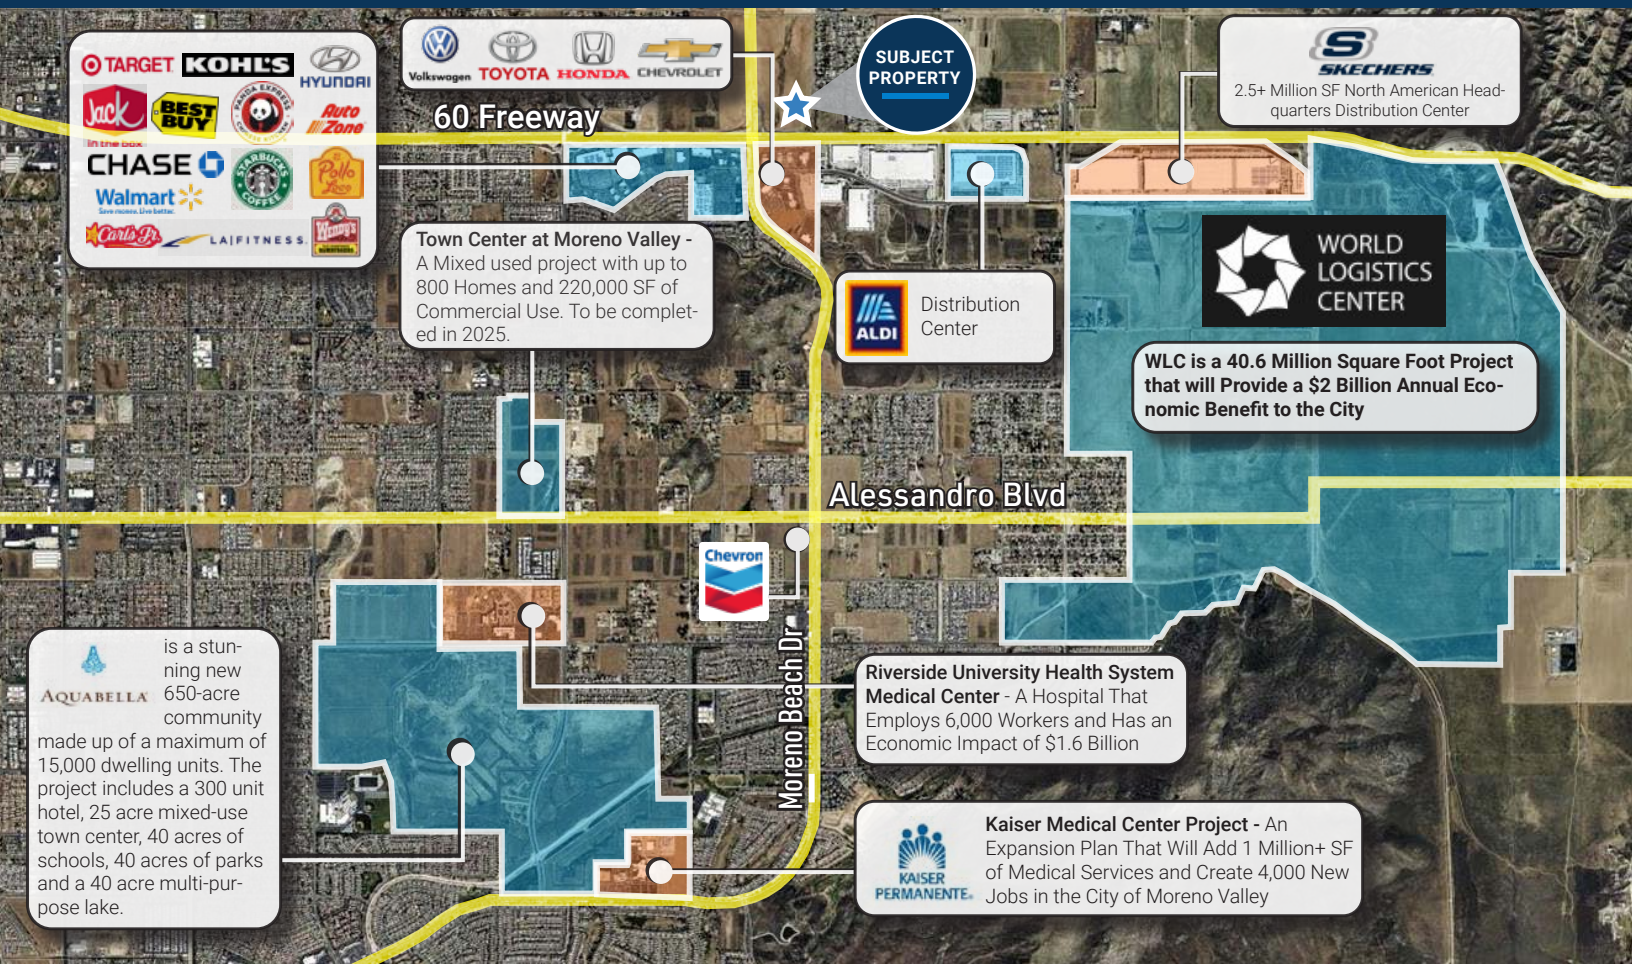 TARGET
KOHL'S
HYUNDAI
Jack
in the box
BEST
BUY
PANDA EXPRESS
CHINESE KITCHEN
Auto
Zone
CHASE
STARBUCKS
COFFEE
El
Pollo
Loco
Walmart
Save money. Live better.
Carl's Jr.
LA|FITNESS.
Wendy's
Volkswagen
TOYOTA
HONDA
CHEVROLET
SUBJECT
PROPERTY
S
SKECHERS
2.5+ Million SF North American Head-
quarters Distribution Center
60 Freeway
Town Center at Moreno Valley -
A Mixed used project with up to
800 Homes and 220,000 SF of
Commercial Use. To be complet-
ed in 2025.
ALDI
Distribution
Center
WORLD
LOGISTICS
CENTER
WLC is a 40.6 Million Square Foot Project
that will Provide a $2 Billion Annual Eco-
nomic Benefit to the City
Alessandro Blvd
Chevron
Moreno Beach Dr
AQUABELLA
is a stun-
ning new
650-acre
community
made up of a maximum of
15,000 dwelling units. The
project includes a 300 unit
hotel, 25 acre mixed-use
town center, 40 acres of
schools, 40 acres of parks
and a 40 acre multi-pur-
pose lake.
Riverside University Health System
Medical Center - A Hospital That
Employs 6,000 Workers and Has an
Economic Impact of $1.6 Billion
KAISER
PERMANENTE®
Kaiser Medical Center Project - An
Expansion Plan That Will Add 1 Million+ SF
of Medical Services and Create 4,000 New
Jobs in the City of Moreno Valley